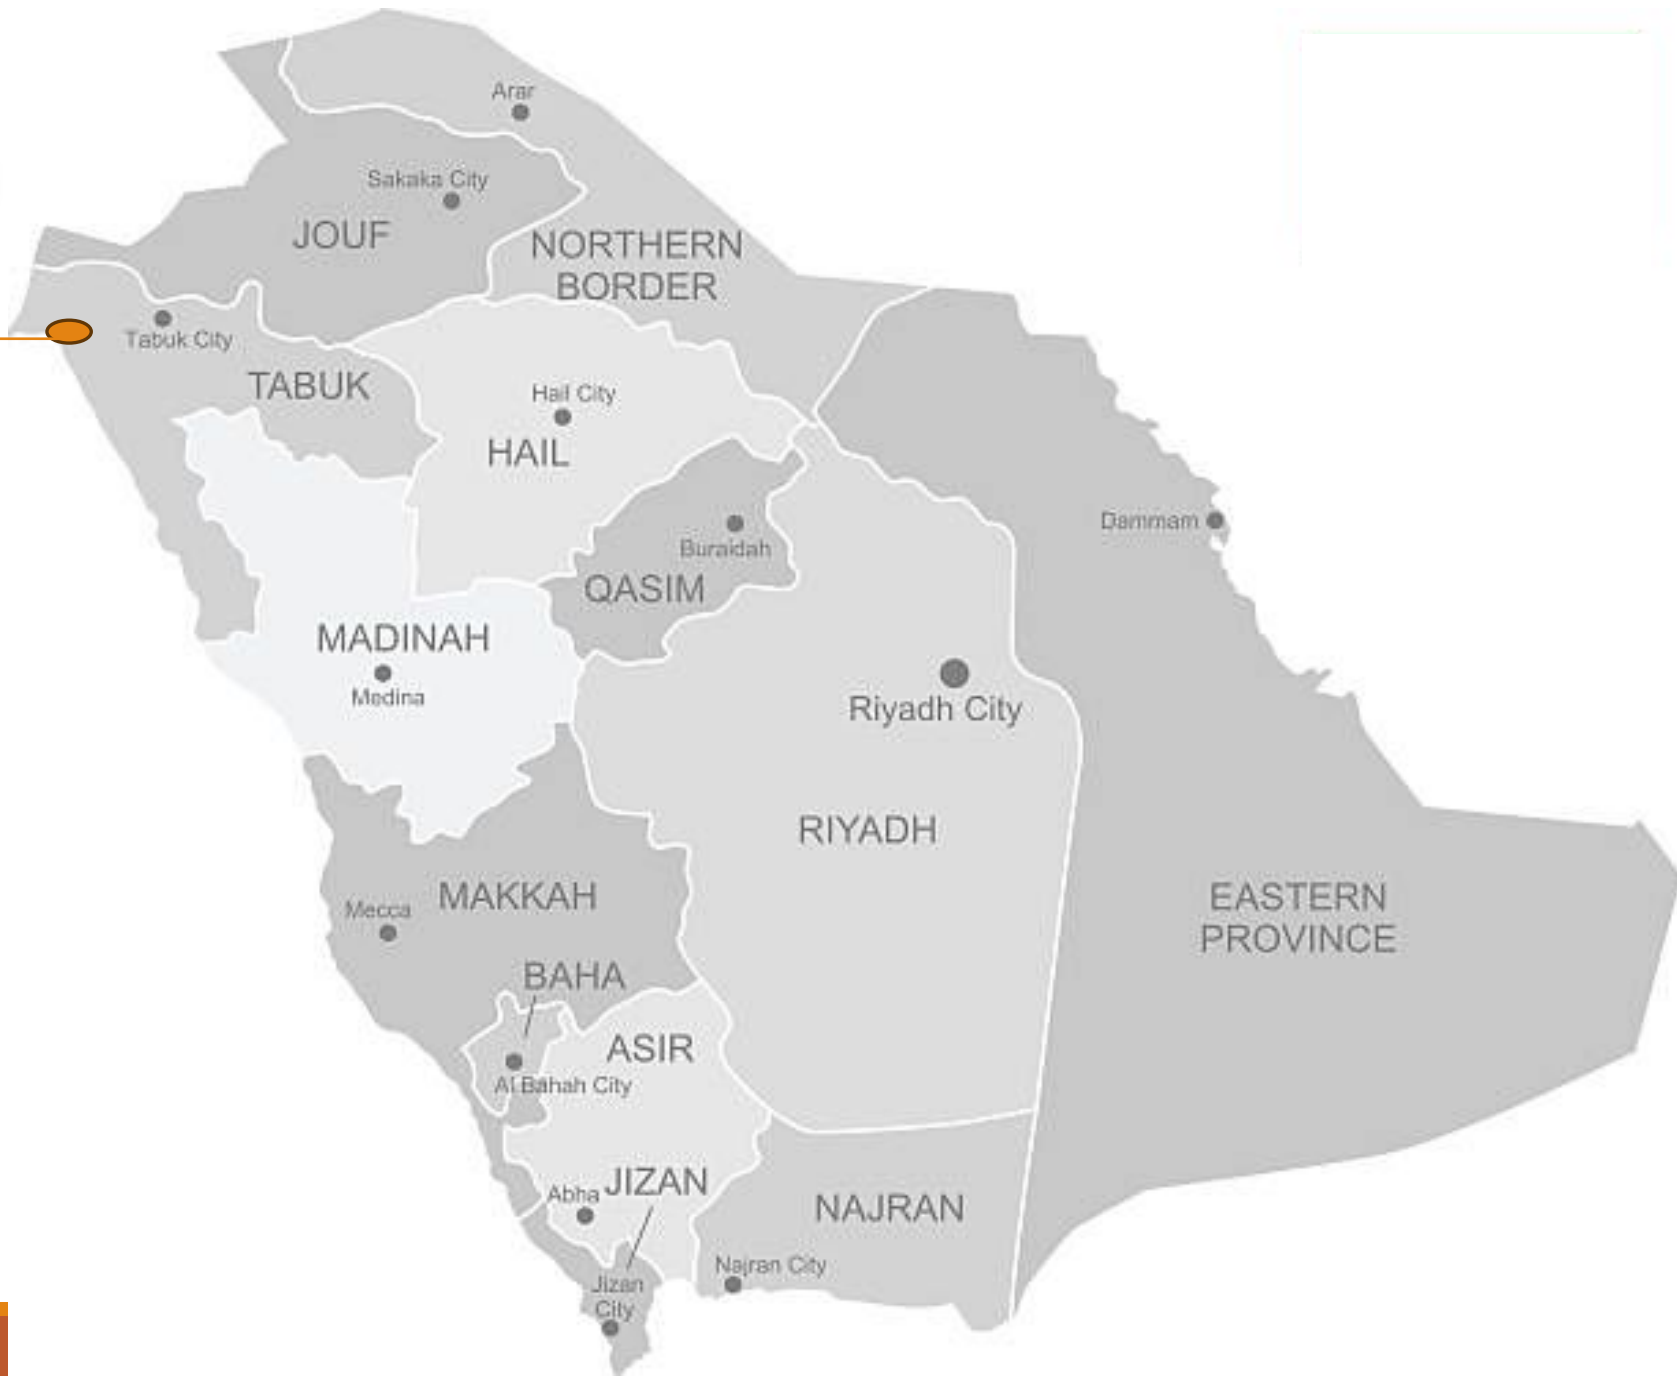 Arar
Sakaka City
JOUF
NORTHERN
BORDER
Tabuk City
TABUK
Hail City
HAIL
Dammam
Buraidah
QASIM
MADINAH
Medina
Riyadh City
RIYADH
MAKKAH
Mecca
EASTERN
PROVINCE
BAHA
ASIR
Al Bahah City
JIZAN
Abha
NAJRAN
Najran City
Jizan
City